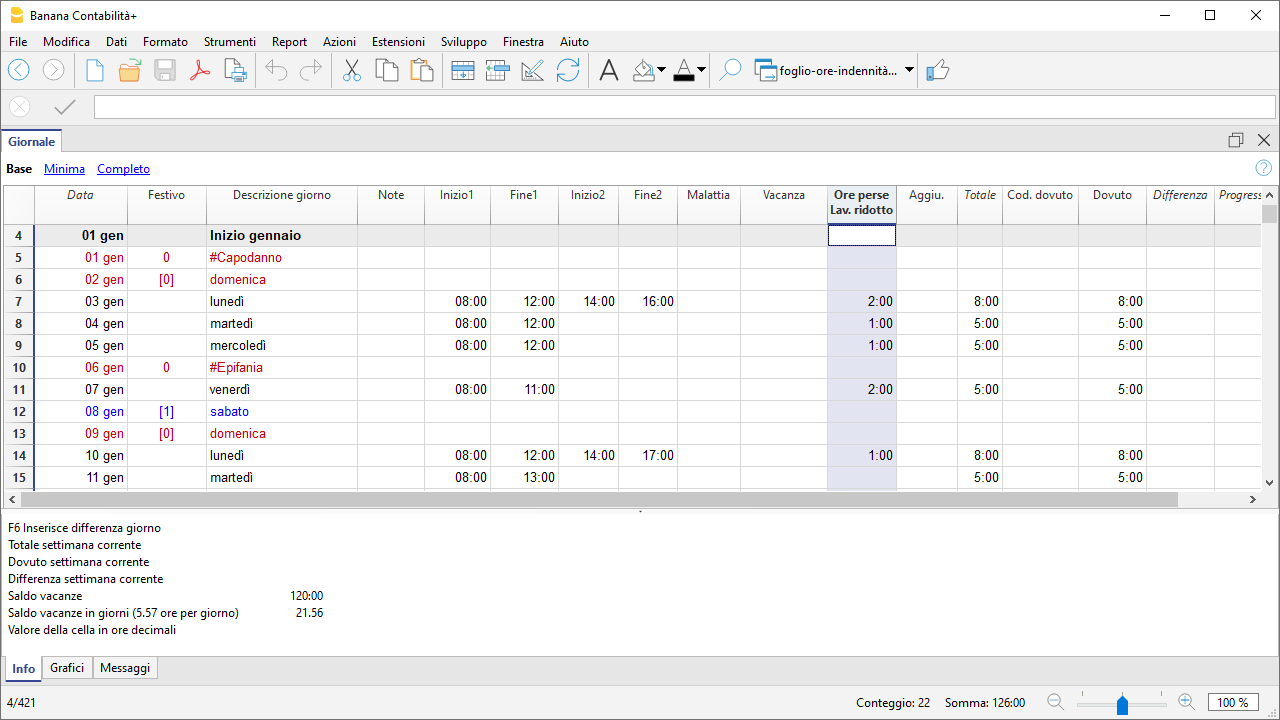 Banana Contabilità+
File Modifica Dati Formato Strumenti Report Azioni Estensioni Sviluppo Finestra Aiuto
foglio-ore-indennità...
Giornale
Base Minima Completo
Data Festivo Descrizione giorno Note Inizio1 Fine1 Inizio2 Fine2 Malattia Vacanza Ore perse Aggiu. Totale Cod. dovuto Dovuto Differenza Progress
Lav. ridotto
4 01 gen Inizio gennaio
5 01 gen 0 #Capodanno
6 02 gen [0] domenica
7 03 gen lunedì 08:00 12:00 14:00 16:00 2:00 8:00 8:00
8 04 gen martedì 08:00 12:00 1:00 5:00 5:00
9 05 gen mercoledì 08:00 12:00 1:00 5:00 5:00
10 06 gen 0 #Epifania
11 07 gen venerdì 08:00 11:00 2:00 5:00 5:00
12 08 gen [1] sabato
13 09 gen [0] domenica
14 10 gen lunedì 08:00 12:00 14:00 17:00 1:00 8:00 8:00
15 11 gen martedì 08:00 13:00 5:00 5:00
F6 Inserisce differenza giorno
Totale settimana corrente
Dovuto settimana corrente
Differenza settimana corrente
Saldo vacanze 120:00
Saldo vacanze in giorni (5.57 ore per giorno) 21.56
Valore della cella in ore decimali
Info Grafici Messaggi
4/421 Conteggio: 22 Somma: 126:00 100 %